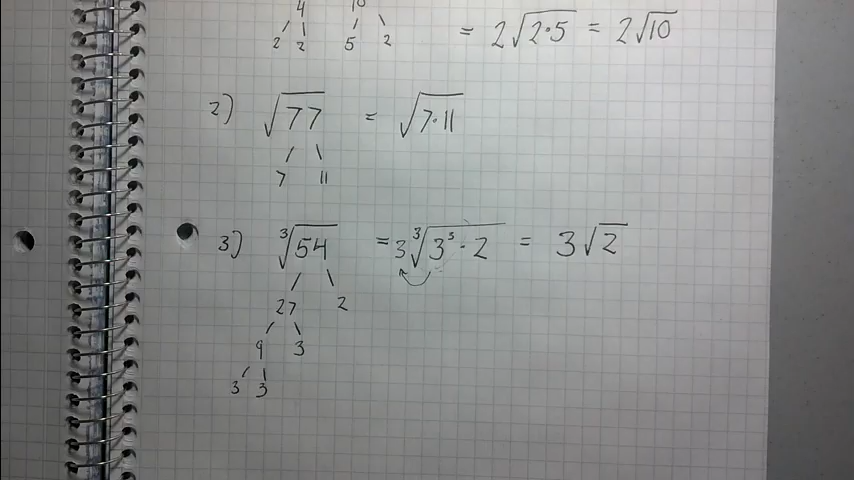 4 10
2 2 5 2 = 2√(2·5) = 2√10
2) √77 = √(7·11)
7 11
3) ∛54 = 3∛(3³·2) = 3√2
27 2
9 3
3 3